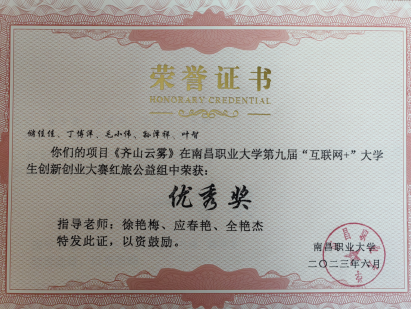 荣誉证书
HONORARY CREDENTIAL
储佳佳、丁博洋、毛小伟、孙泽祥、叶智
你们的项目《齐山云雾》在南昌职业大学第九届“互联网+”大学
生创新创业大赛红旅公益组中荣获：
优秀奖
指导老师：徐艳梅、应春艳、全艳杰
特发此证，以资鼓励。
南昌职业大学
二〇二三年六月